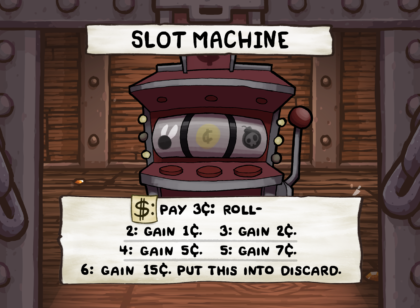 SLOT MACHINE
$: PAY 3¢: ROLL-
2: GAIN 1¢. 3: GAIN 2¢.
4: GAIN 5¢. 5: GAIN 7¢.
6: GAIN 15¢. PUT THIS INTO DISCARD.